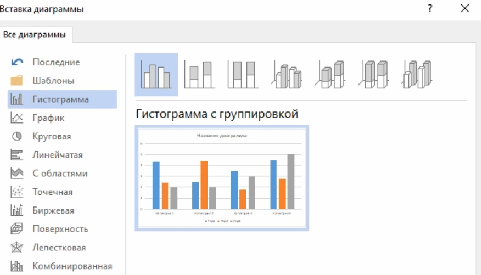 Вставка диаграммы
? ×
Все диаграммы
Последние
Шаблоны
Гистограмма
График
Круговая
Линейчатая
С областями
Точечная
Биржевая
Поверхность
Лепестковая
Комбинированная
Гистограмма с группировкой
Название диаграммы